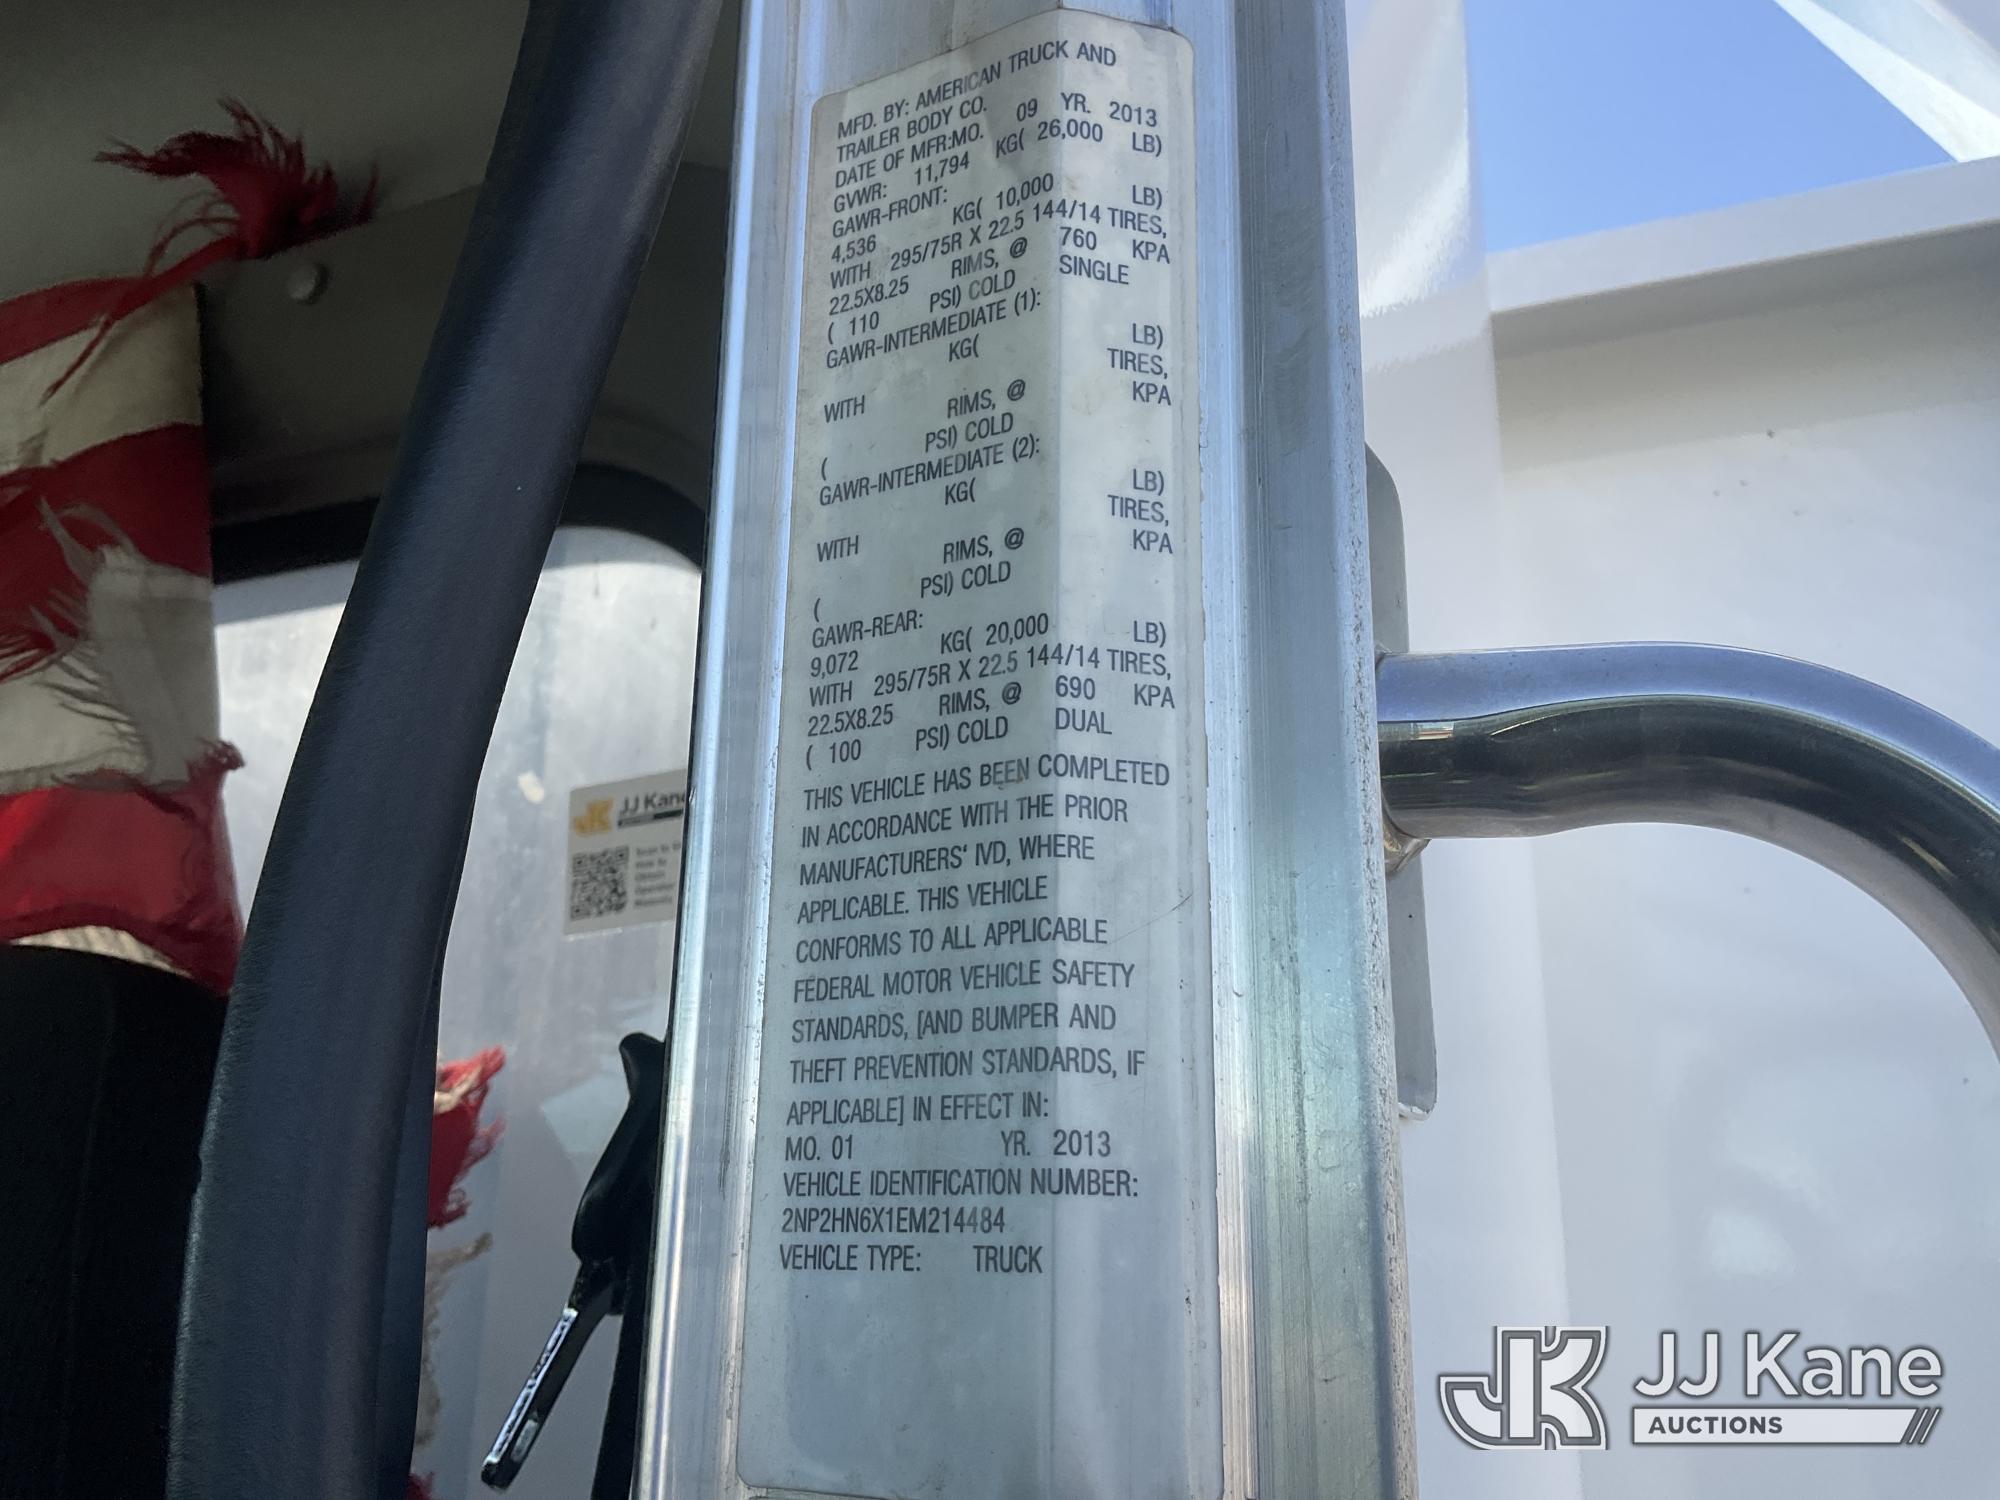 MFD. BY: AMERICAN TRUCK AND
TRAILER BODY CO.
DATE OF MFR:MO. 09 YR. 2013
GVWR: 11,794 KG( 26,000 LB)
GAWR-FRONT:
4,536 KG( 10,000 LB)
WITH 295/75R X 22.5 144/14 TIRES,
22.5X8.25 RIMS, @ 760 KPA
( 110 PSI) COLD SINGLE
GAWR-INTERMEDIATE (1):
KG( LB)
WITH TIRES,
RIMS, @ KPA
( PSI) COLD
GAWR-INTERMEDIATE (2):
KG( LB)
WITH TIRES,
RIMS, @ KPA
( PSI) COLD
GAWR-REAR:
9,072 KG( 20,000 LB)
WITH 295/75R X 22.5 144/14 TIRES,
22.5X8.25 RIMS, @ 690 KPA
( 100 PSI) COLD DUAL
THIS VEHICLE HAS BEEN COMPLETED
IN ACCORDANCE WITH THE PRIOR
MANUFACTURERS' IVD, WHERE
APPLICABLE. THIS VEHICLE
CONFORMS TO ALL APPLICABLE
FEDERAL MOTOR VEHICLE SAFETY
STANDARDS, [AND BUMPER AND
THEFT PREVENTION STANDARDS, IF
APPLICABLE] IN EFFECT IN:
MO. 01 YR. 2013
VEHICLE IDENTIFICATION NUMBER:
2NP2HN6X1EM214484
VEHICLE TYPE: TRUCK
JJ Kane
JJ Kane
AUCTIONS